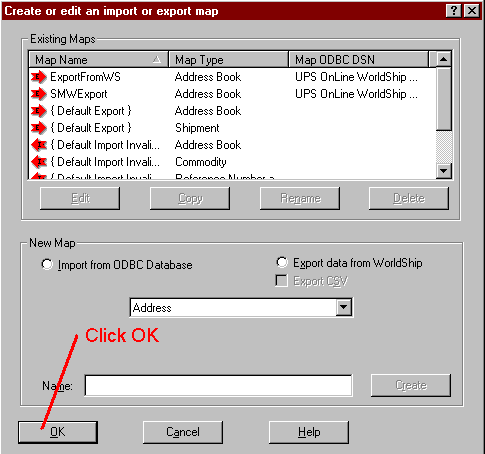 Create or edit an import or export map
Existing Maps
Map Name Map Type Map ODBC DSN
ExportFromWS Address Book UPS OnLine WorldShip ...
SMWExport Address Book UPS OnLine WorldShip ...
{ Default Export } Address Book
{ Default Export } Shipment
{ Default Import Invali... Address Book
{ Default Import Invali... Commodity
{ Default Import Invali... Reference Number a
Edit Copy Rename Delete
New Map
Import from ODBC Database Export data from WorldShip
Export CSV
Address
Click OK
Name: Create
OK Cancel Help